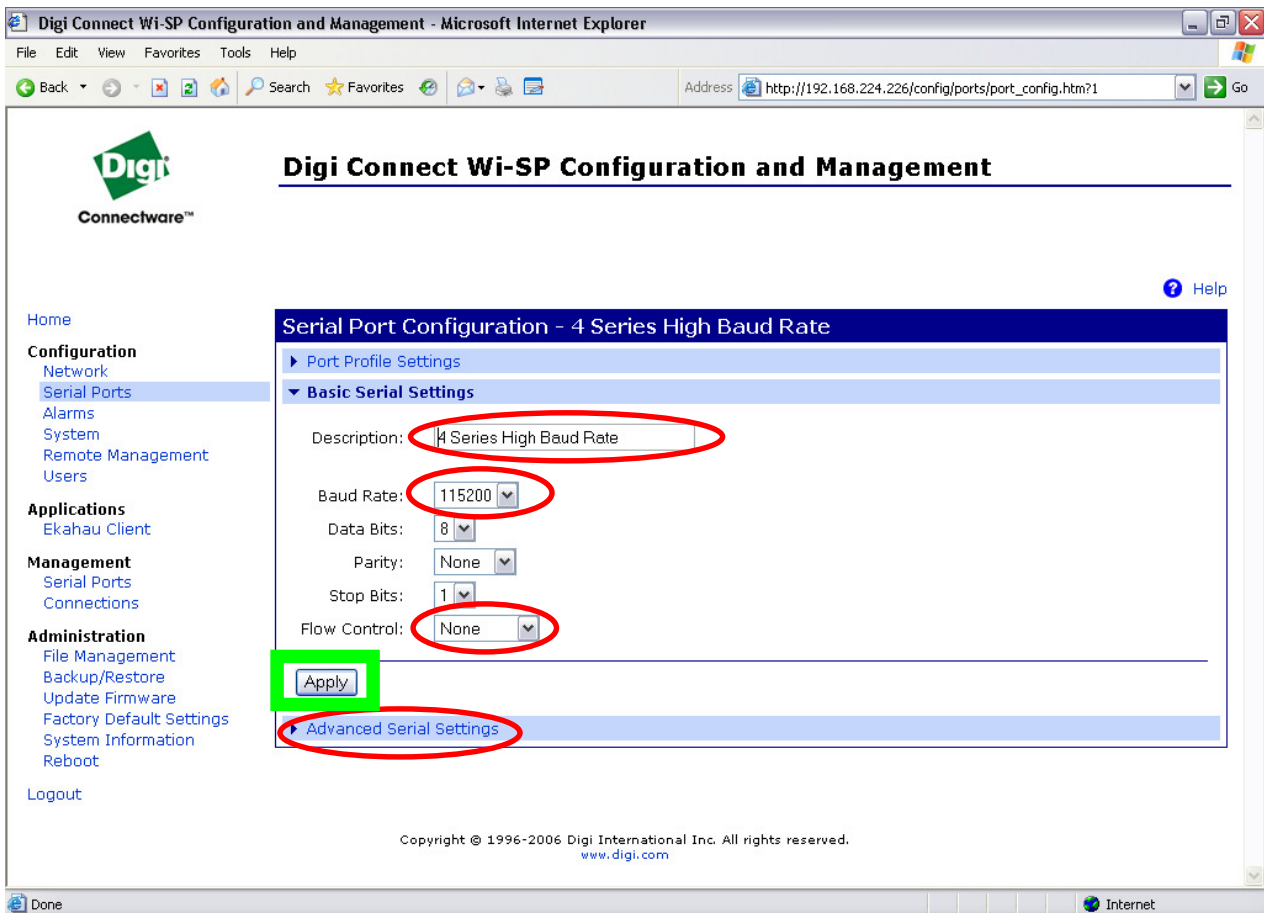 Digi Connect Wi-SP Configuration and Management - Microsoft Internet Explorer
File Edit View Favorites Tools Help
Back Search Favorites Address http://192.168.224.226/config/ports/port_config.htm?1 Go
Digi
Connectware™
Digi Connect Wi-SP Configuration and Management
? Help
Home
Configuration
Network
Serial Ports
Alarms
System
Remote Management
Users
Applications
Ekahau Client
Management
Serial Ports
Connections
Administration
File Management
Backup/Restore
Update Firmware
Factory Default Settings
System Information
Reboot
Logout
Serial Port Configuration - 4 Series High Baud Rate
Port Profile Settings
Basic Serial Settings
Description: 4 Series High Baud Rate
Baud Rate: 115200
Data Bits: 8
Parity: None
Stop Bits: 1
Flow Control: None
Apply
Advanced Serial Settings
Copyright © 1996-2006 Digi International Inc. All rights reserved.
www.digi.com
Done Internet